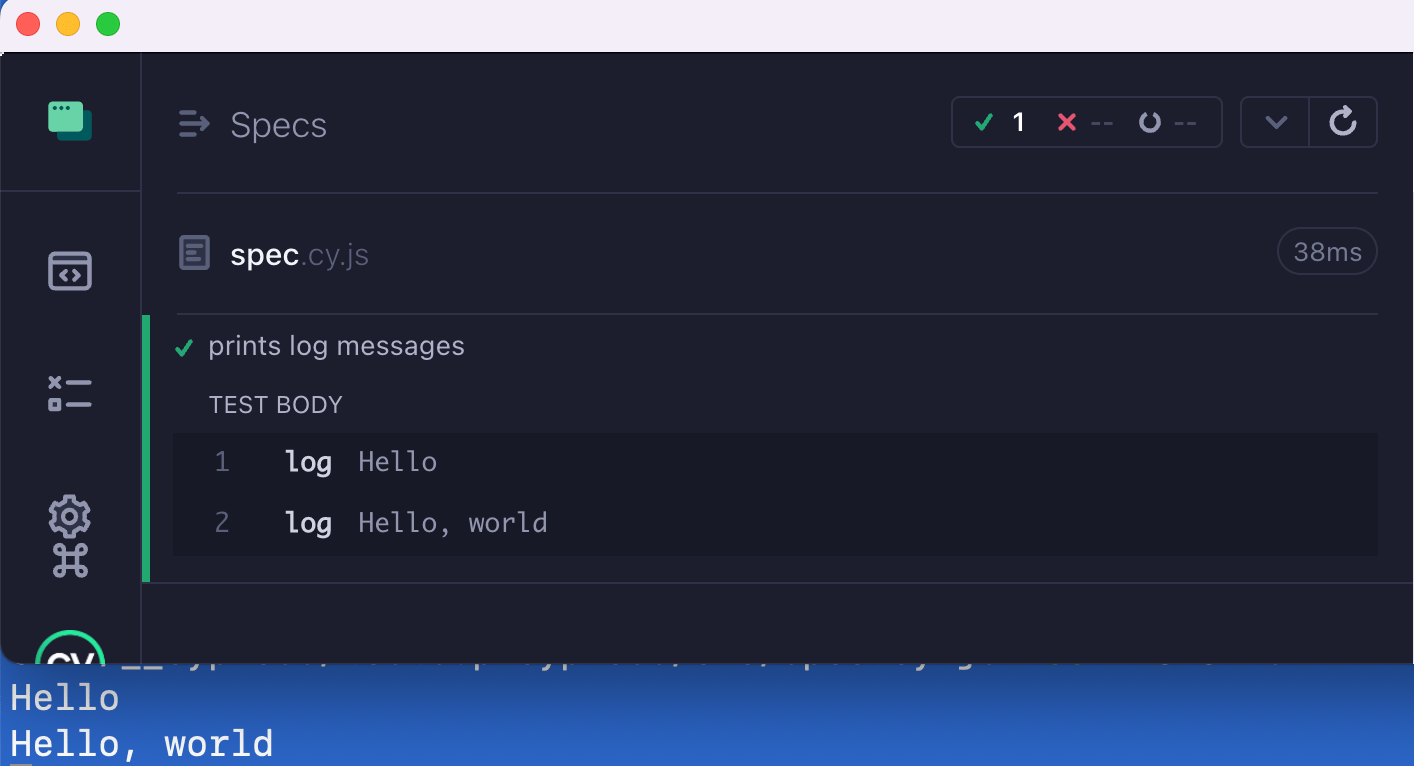 Specs
1 -- --
spec.cy.js 38ms
prints log messages
TEST BODY
1 log Hello
2 log Hello, world
cy
Hello
Hello, world